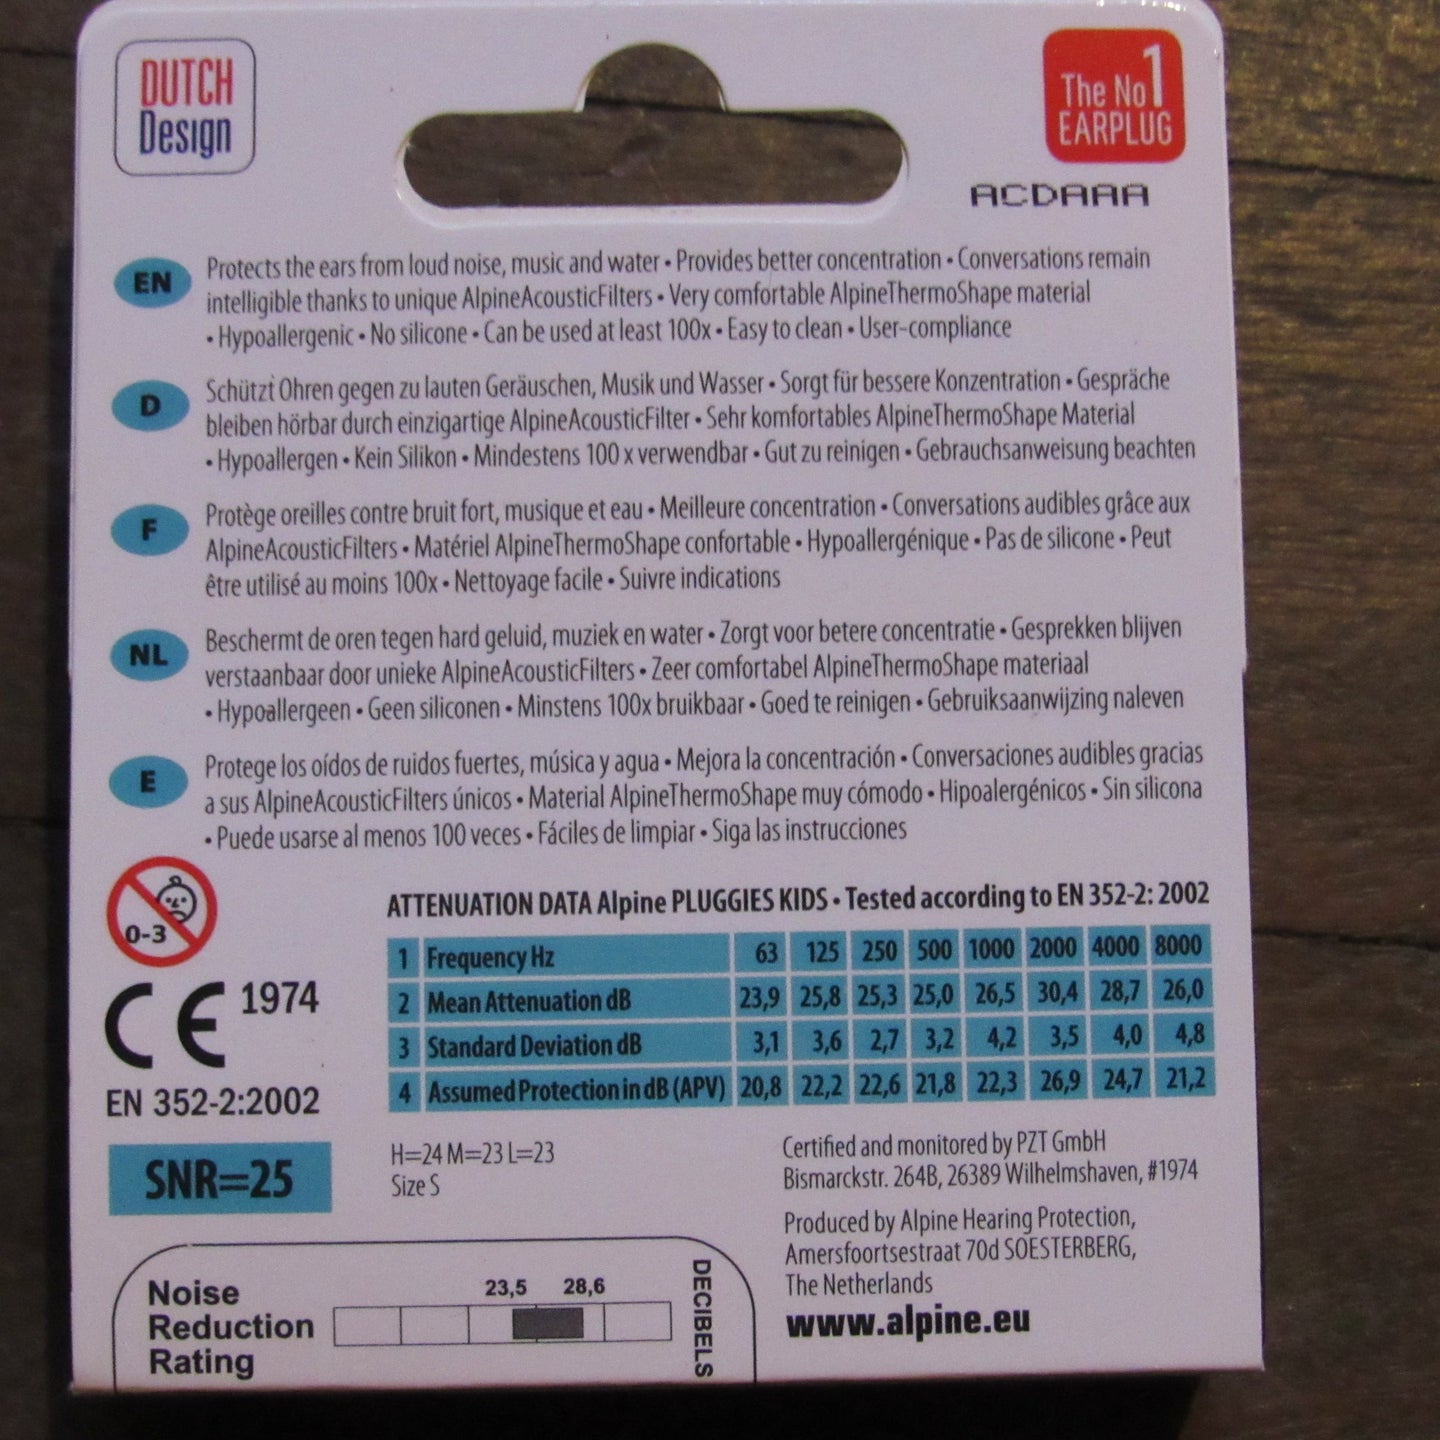 DUTCH
Design
The No1
EARPLUG
ACDAAA
EN
Protects the ears from loud noise, music and water • Provides better concentration • Conversations remain
intelligible thanks to unique AlpineAcousticFilters • Very comfortable AlpineThermoShape material
• Hypoallergenic • No silicone • Can be used at least 100x • Easy to clean • User-compliance
D
Schützt Ohren gegen zu lauten Geräuschen, Musik und Wasser • Sorgt für bessere Konzentration • Gespräche
bleiben hörbar durch einzigartige AlpineAcousticFilter • Sehr komfortables AlpineThermoShape Material
• Hypoallergen • Kein Silikon • Mindestens 100 x verwendbar • Gut zu reinigen • Gebrauchsanweisung beachten
F
Protège oreilles contre bruit fort, musique et eau • Meilleure concentration • Conversations audibles grâce aux
AlpineAcousticFilters • Matériel AlpineThermoShape confortable • Hypoallergénique • Pas de silicone • Peut
être utilisé au moins 100x • Nettoyage facile • Suivre indications
NL
Beschermt de oren tegen hard geluid, muziek en water • Zorgt voor betere concentratie • Gesprekken blijven
verstaanbaar door unieke AlpineAcousticFilters • Zeer comfortabel AlpineThermoShape materiaal
• Hypoallergeen • Geen siliconen • Minstens 100x bruikbaar • Goed te reinigen • Gebruiksaanwijzing naleven
E
Protege los oídos de ruidos fuertes, música y agua • Mejora la concentración • Conversaciones audibles gracias
a sus AlpineAcousticFilters únicos • Material AlpineThermoShape muy cómodo • Hipoalergénicos • Sin silicona
• Puede usarse al menos 100 veces • Fáciles de limpiar • Siga las instrucciones
0-3
CE 1974
EN 352-2:2002
SNR=25
ATTENUATION DATA Alpine PLUGGIES KIDS • Tested according to EN 352-2: 2002
1 Frequency Hz 63 125 250 500 1000 2000 4000 8000
2 Mean Attenuation dB 23,9 25,8 25,3 25,0 26,5 30,4 28,7 26,0
3 Standard Deviation dB 3,1 3,6 2,7 3,2 4,2 3,5 4,0 4,8
4 Assumed Protection in dB (APV) 20,8 22,2 22,6 21,8 22,3 26,9 24,7 21,2
H=24 M=23 L=23
Size S
Certified and monitored by PZT GmbH
Bismarckstr. 264B, 26389 Wilhelmshaven, #1974
Produced by Alpine Hearing Protection,
Amersfoortsestraat 70d SOESTERBERG,
The Netherlands
www.alpine.eu
Noise
Reduction
Rating
23,5 28,6
DECIBELS